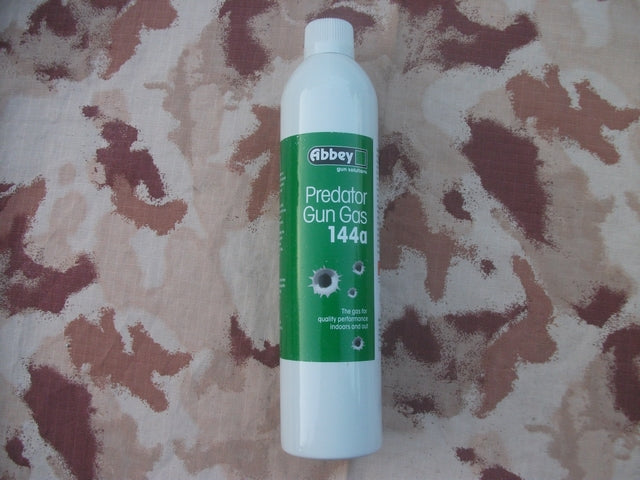 Abbey
gun solutions
Predator
Gun Gas
144a
The gas for
quality performance
indoors and out